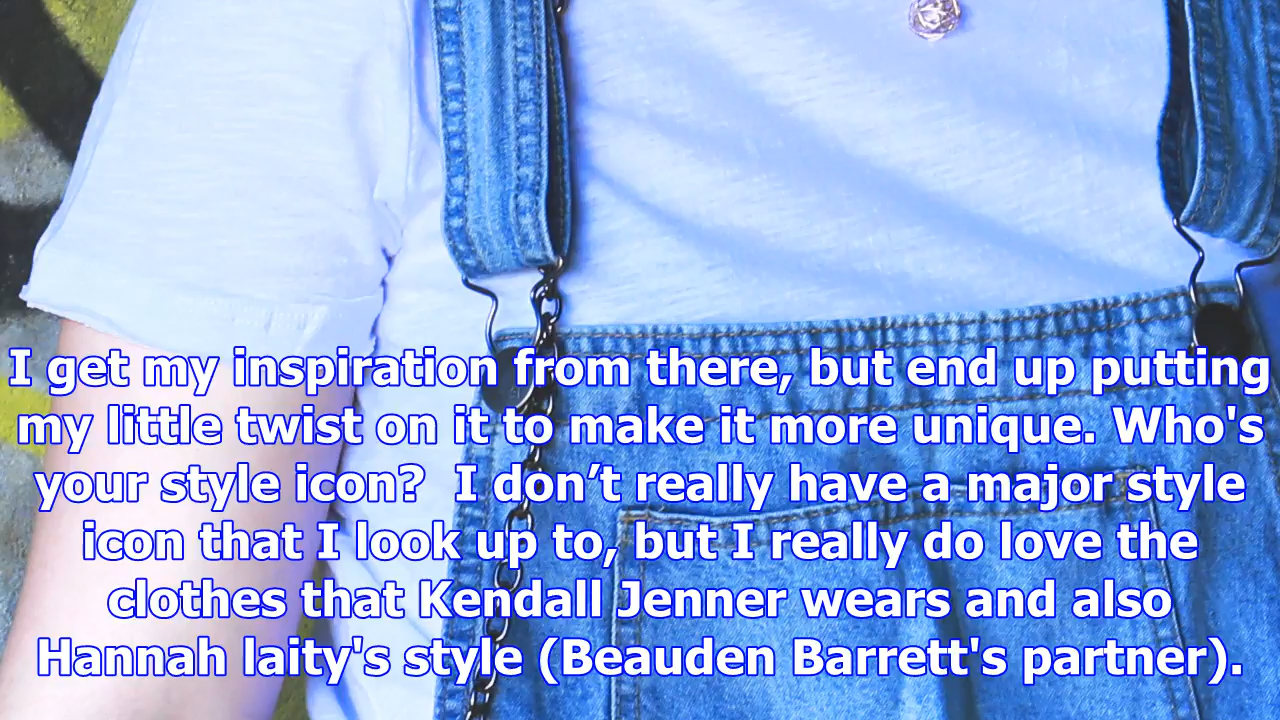 I get my inspiration from there, but end up putting
my little twist on it to make it more unique. Who's
your style icon?  I don’t really have a major style
icon that I look up to, but I really do love the
clothes that Kendall Jenner wears and also
Hannah laity's style (Beauden Barrett's partner).